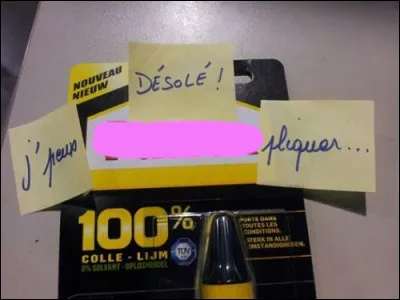 NOUVEAU
NIEUW
DÉSOLÉ !
j'peux
pliquer...
100%
COLLE - LIJM
0% SOLVANT - OPLOSMIDDEL
PORTE DANS
TOUTES LES
CONDITIONS.
STERK IN ALLE
OMSTANDIGHEDEN.